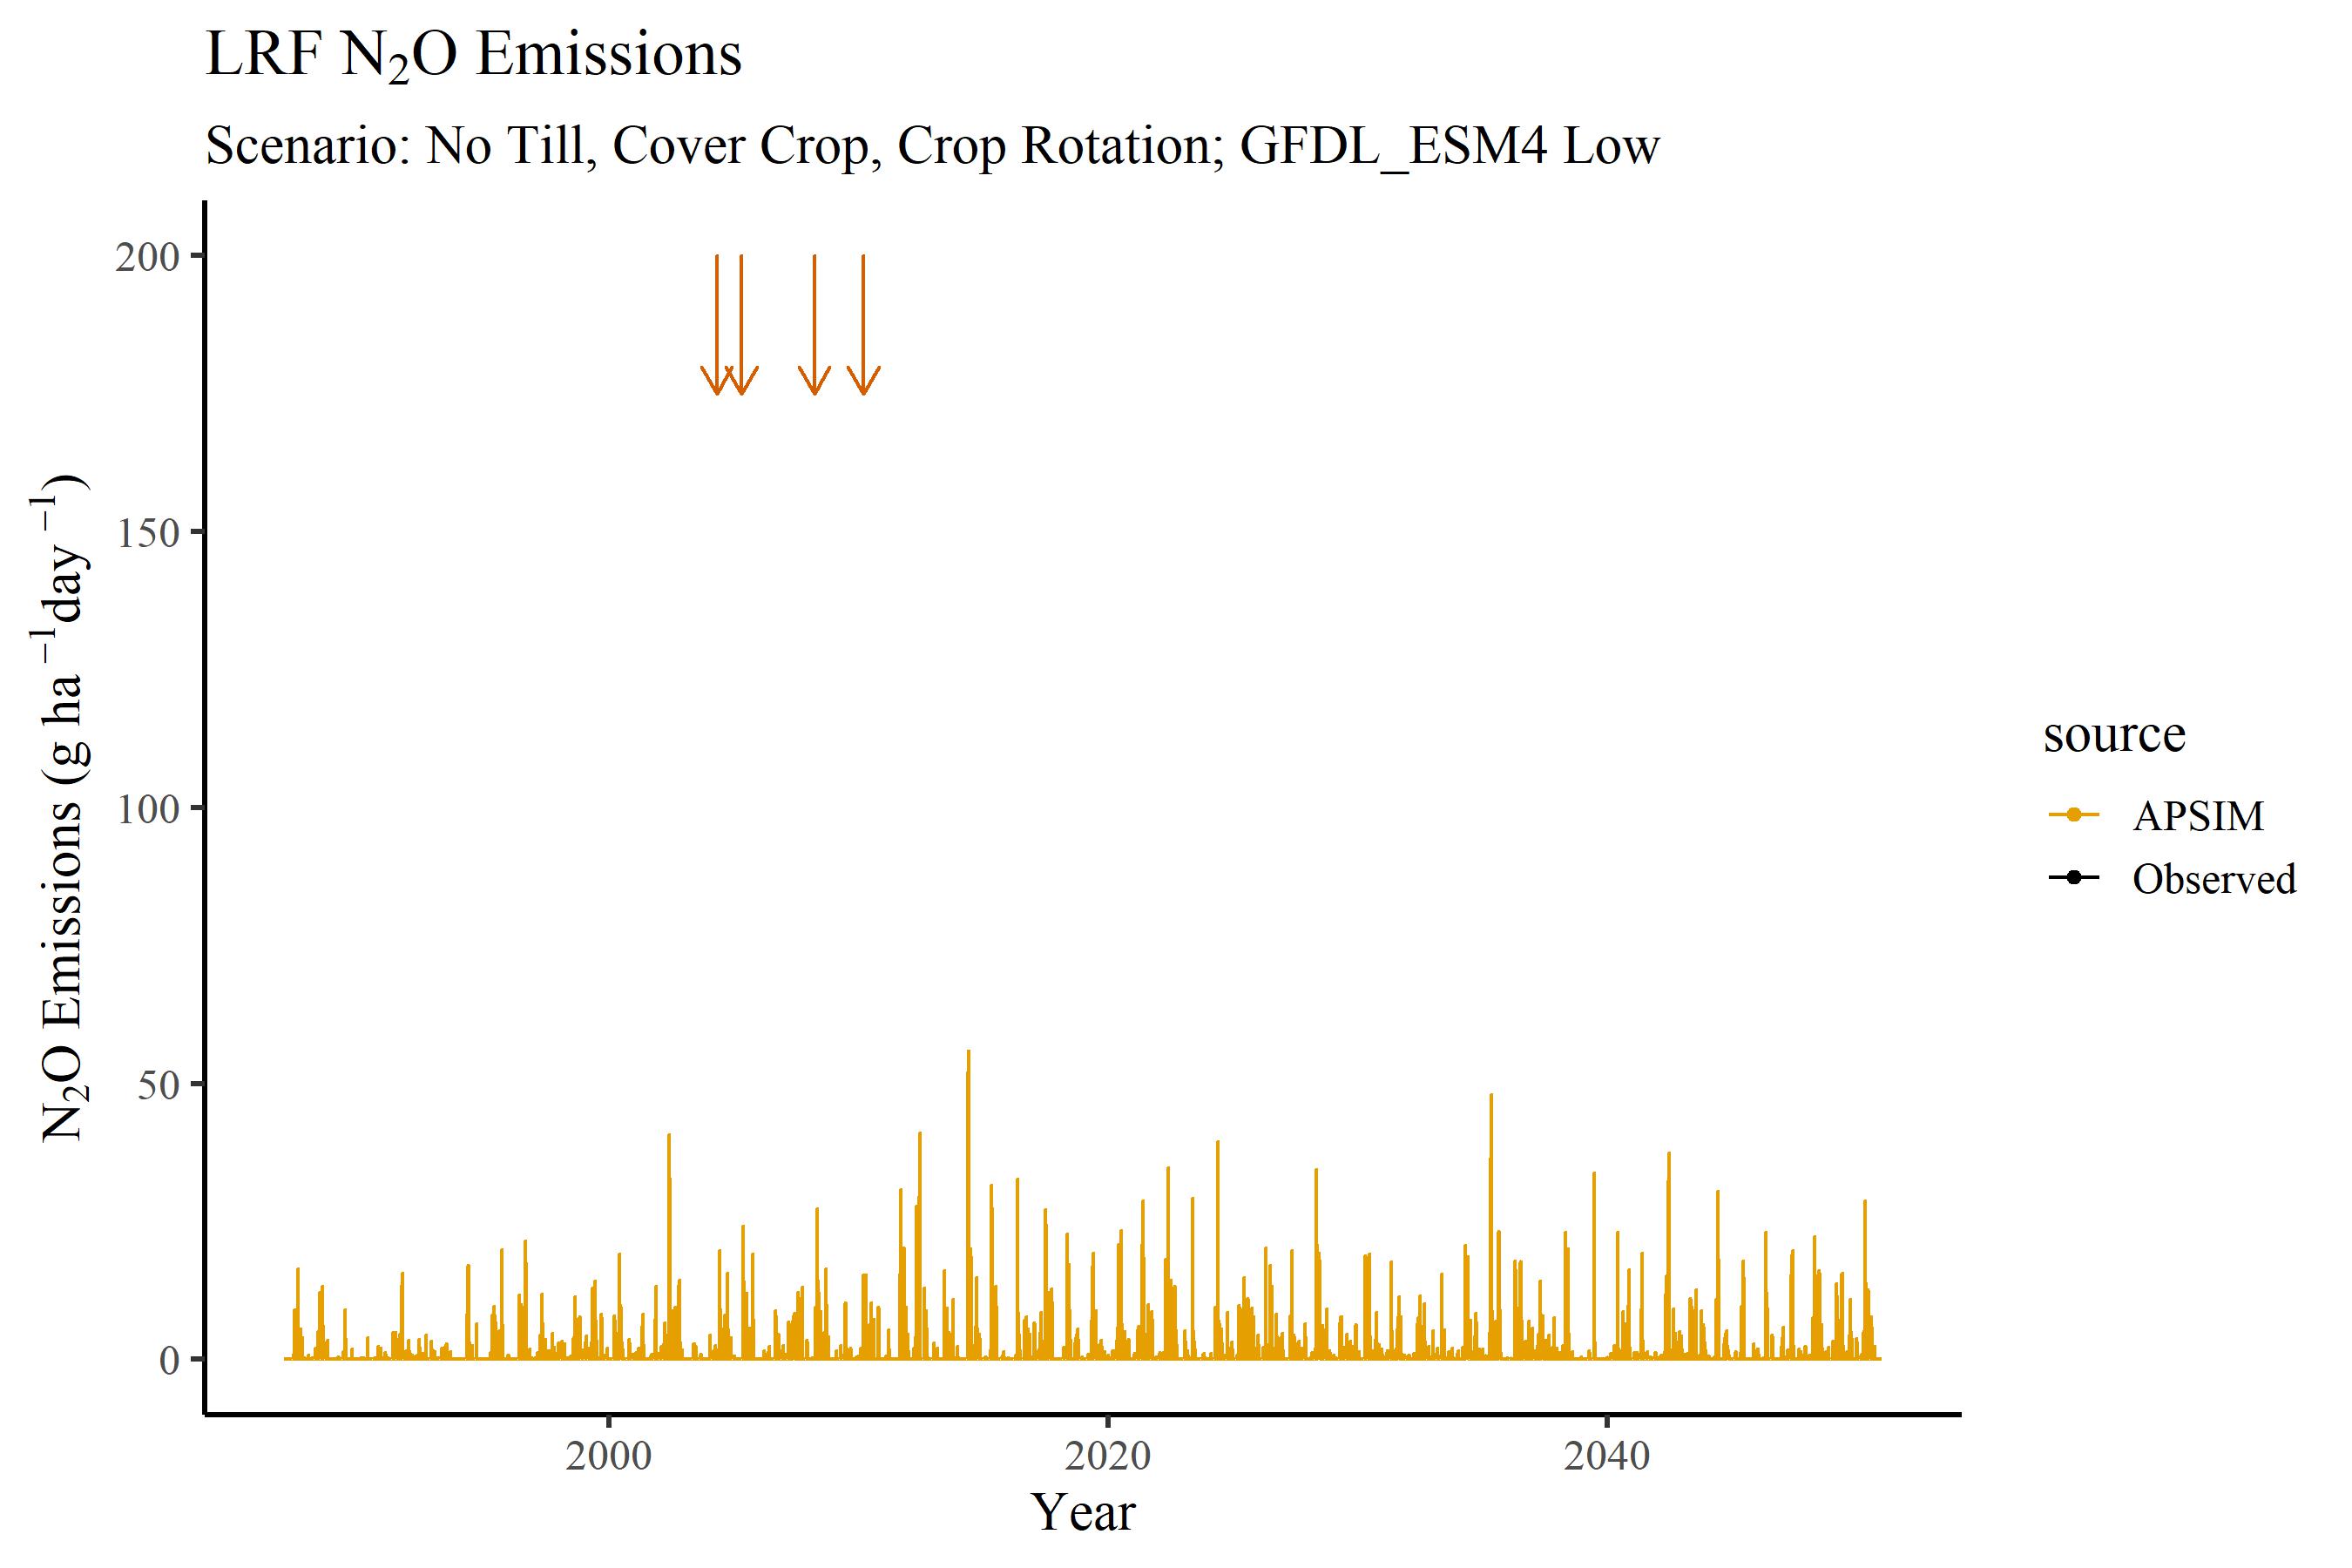 LRF N₂O Emissions
Scenario: No Till, Cover Crop, Crop Rotation; GFDL_ESM4 Low
N₂O Emissions (g ha ⁻¹day ⁻¹)
200
150
100
50
0
2000 2020 2040
Year
source
APSIM
Observed